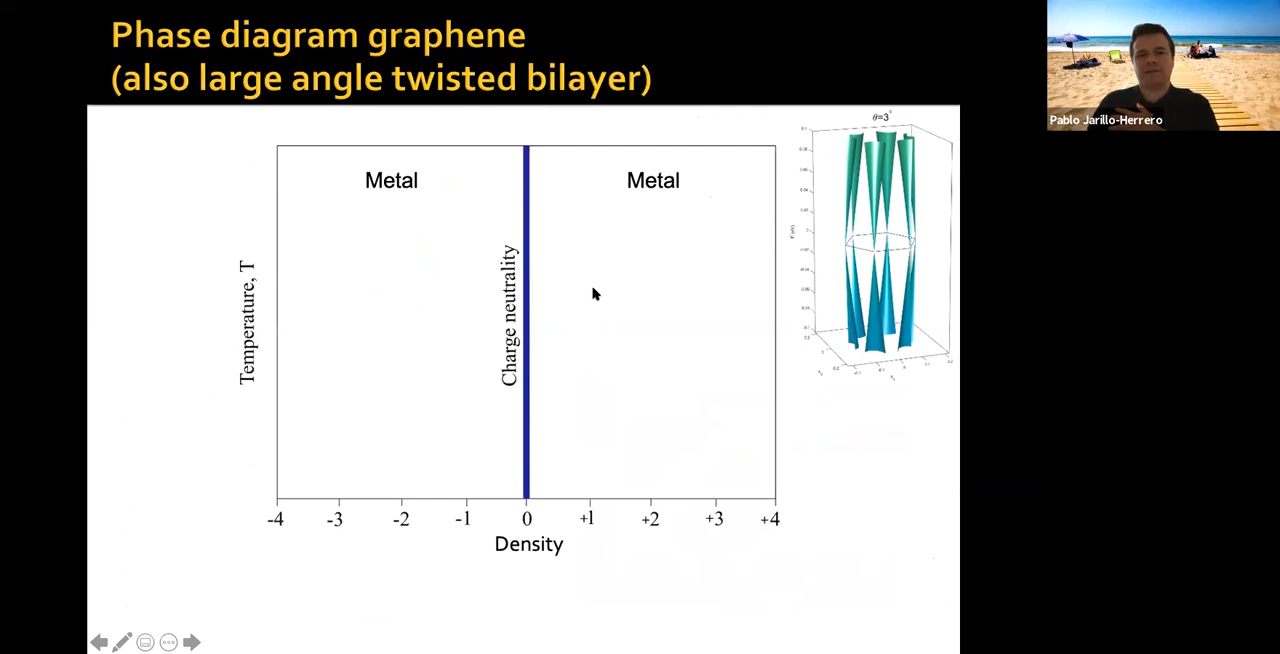 Phase diagram graphene
(also large angle twisted bilayer)
Pablo Jarillo-Herrero
θ=3°
Metal
Metal
Temperature, T
Charge neutrality
-4 -3 -2 -1 0 +1 +2 +3 +4
Density